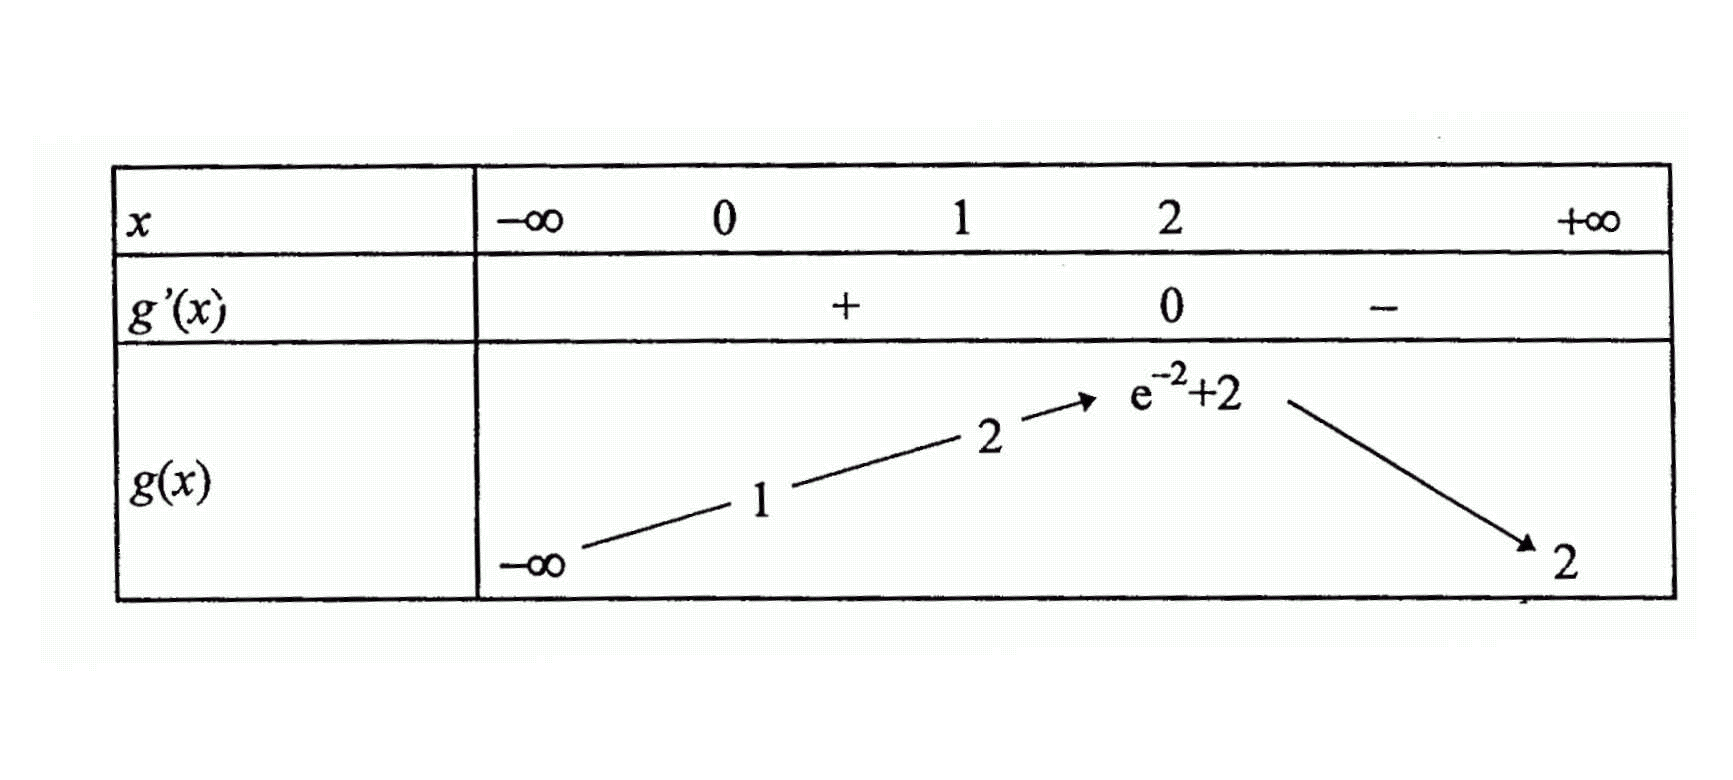 x −∞ 0 1 2 +∞
g’(x) + 0 −
e⁻²+2
2
g(x) 1
−∞ 2